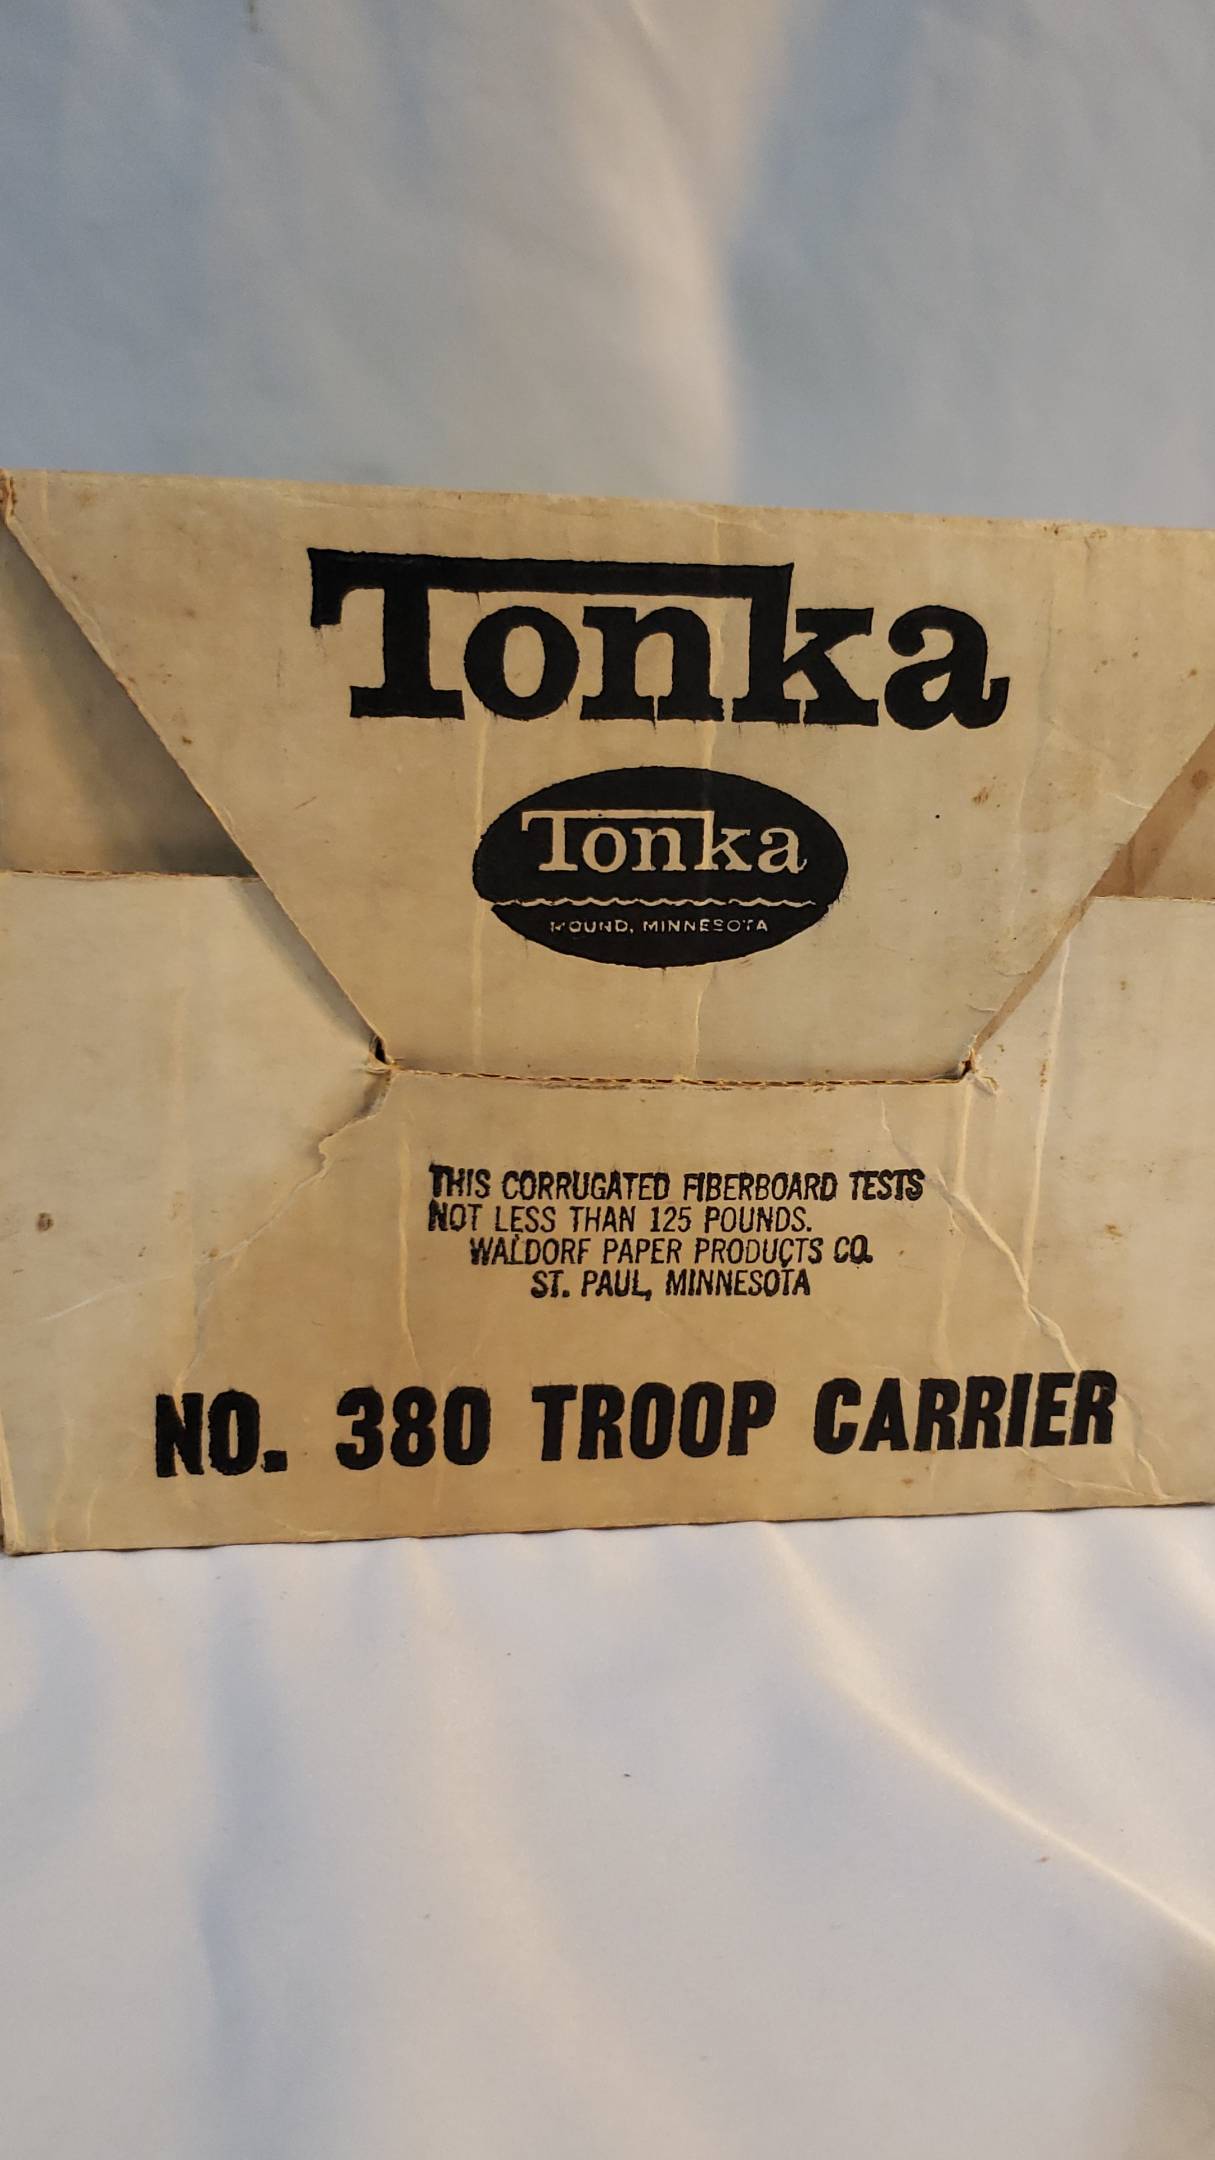 Tonka
Tonka
MOUND, MINNESOTA
THIS CORRUGATED FIBERBOARD TESTS
NOT LESS THAN 125 POUNDS.
WALDORF PAPER PRODUCTS CO.
ST. PAUL, MINNESOTA
NO. 380 TROOP CARRIER